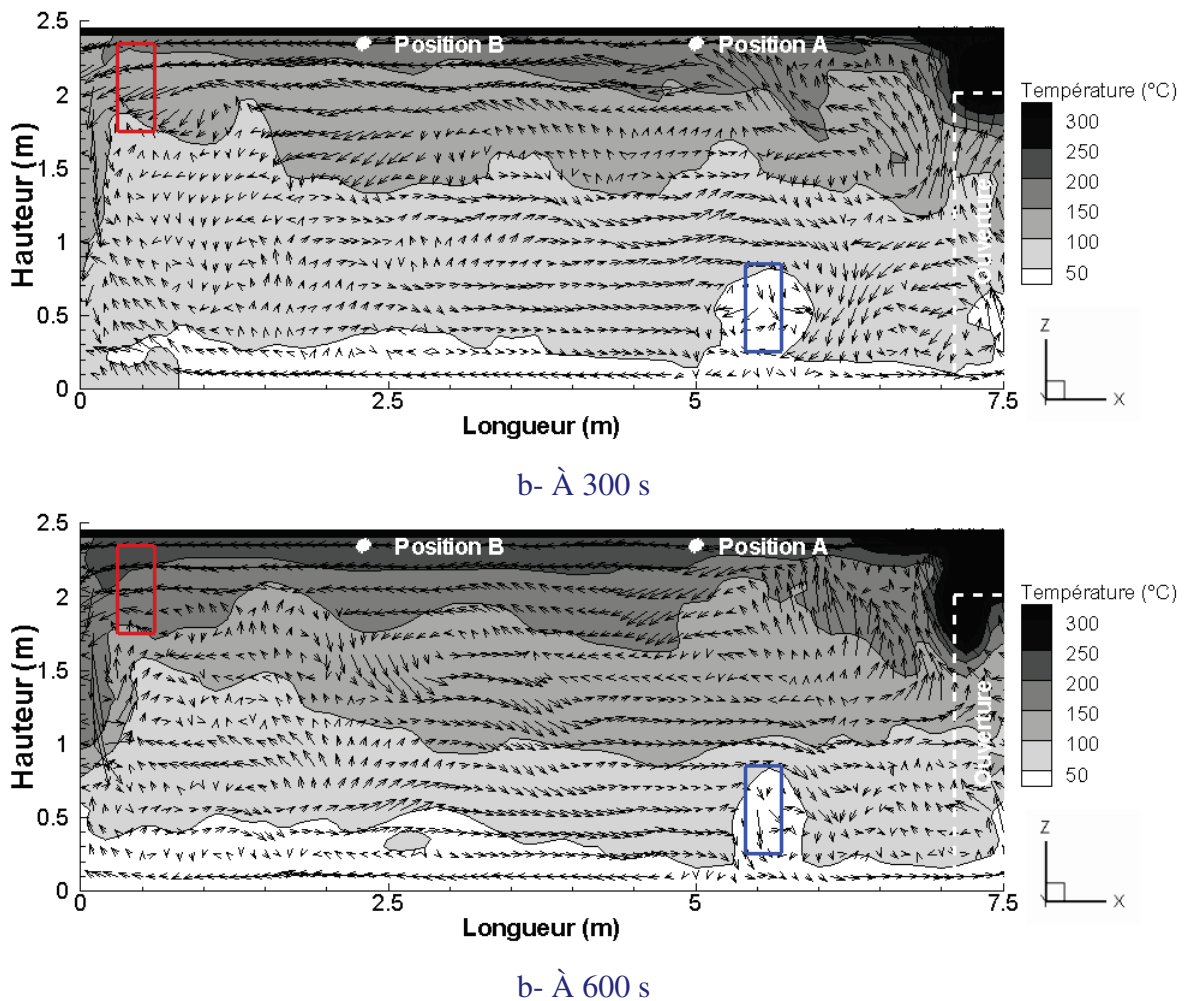 2.5
Position B
Position A
2
Température (°C)
300
250
200
150
100
50
1.5
Hauteur (m)
Ouverture
1
0.5
Z
0
Y
X
0
2.5
5
7.5
Longueur (m)
b- À 300 s
2.5
Position B
Position A
2
Température (°C)
300
250
200
150
100
50
1.5
Hauteur (m)
Ouverture
1
0.5
Z
0
Y
X
0
2.5
5
7.5
Longueur (m)
b- À 600 s